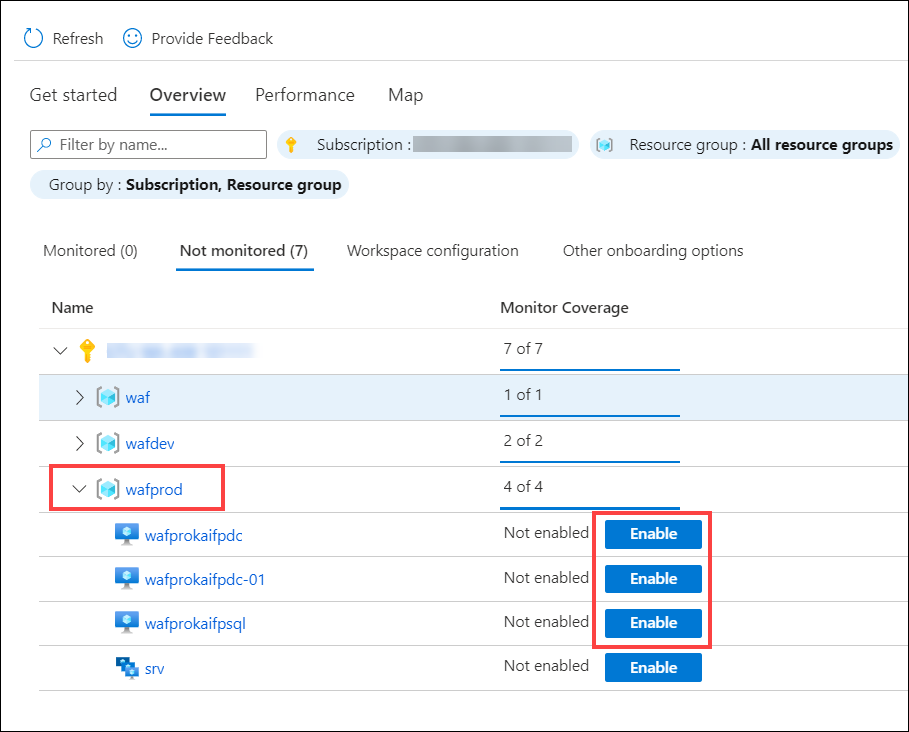 Refresh Provide Feedback
Get started Overview Performance Map
Filter by name... Subscription : Resource group : All resource groups
Group by : Subscription, Resource group
Monitored (0) Not monitored (7) Workspace configuration Other onboarding options
Name Monitor Coverage
7 of 7
waf 1 of 1
wafdev 2 of 2
wafprod 4 of 4
wafprokaifpdc Not enabled Enable
wafprokaifpdc-01 Not enabled Enable
wafprokaifpsql Not enabled Enable
srv Not enabled Enable